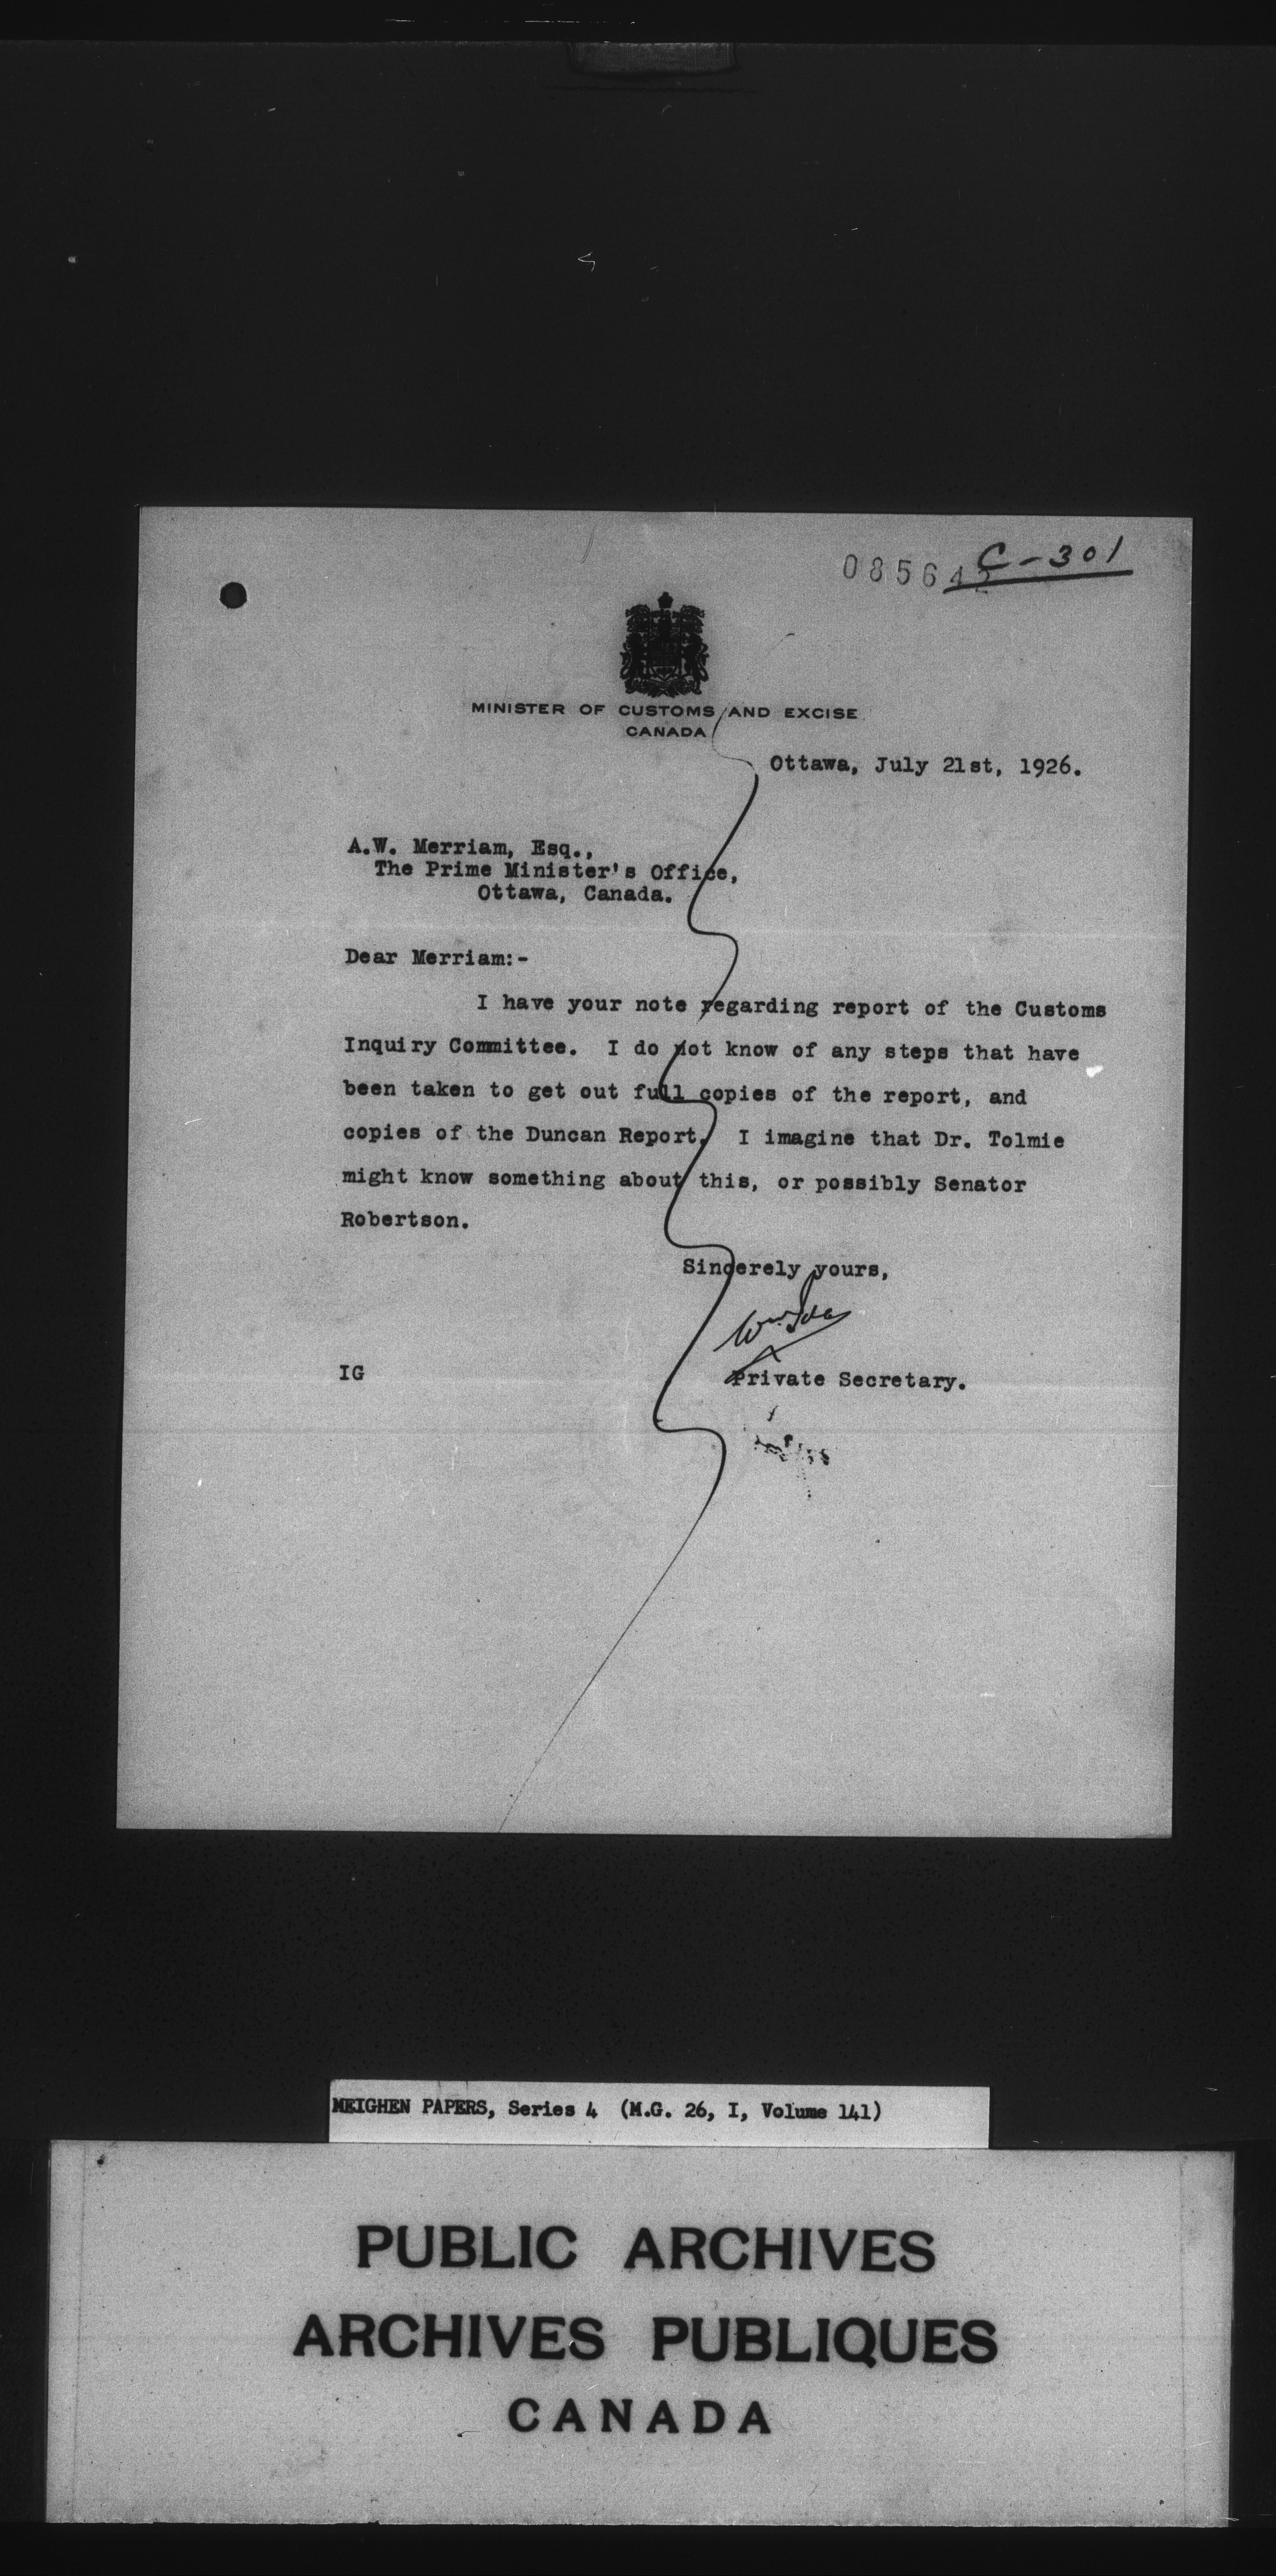 C-301
085642
MINISTER OF CUSTOMS AND EXCISE
CANADA
Ottawa, July 21st, 1926.
A.W. Merriam, Esq.,
The Prime Minister's Office,
Ottawa, Canada.
Dear Merriam:-
I have your note regarding report of the Customs
Inquiry Committee. I do not know of any steps that have
been taken to get out full copies of the report, and
copies of the Duncan Report. I imagine that Dr. Tolmie
might know something about this, or possibly Senator
Robertson.
Sincerely yours,
IG
Private Secretary.
MEIGHEN PAPERS, Series 4 (M.G. 26, I, Volume 141)
PUBLIC ARCHIVES
ARCHIVES PUBLIQUES
CANADA